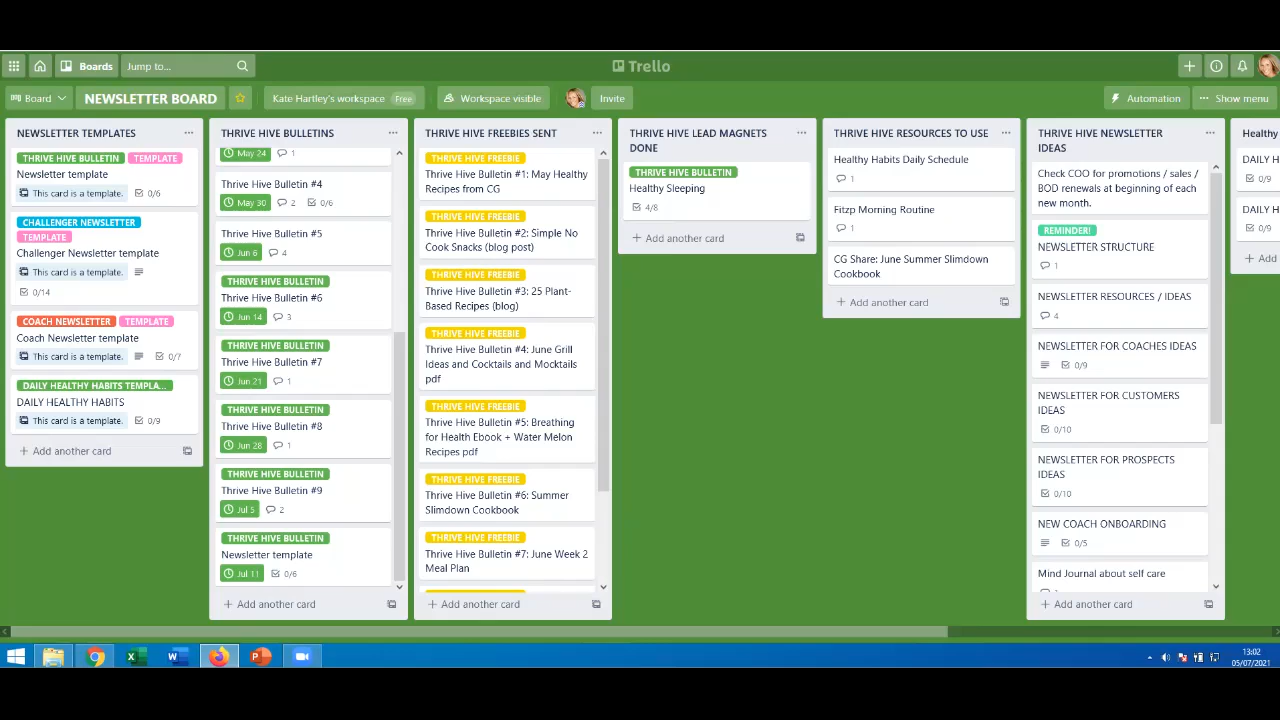 Boards
Jump to...
Trello
Board
NEWSLETTER BOARD
Kate Hartley's workspace
Free
Workspace visible
Invite
Automation
Show menu
NEWSLETTER TEMPLATES
THRIVE HIVE BULLETIN
TEMPLATE
Newsletter template
This card is a template.
0/6
CHALLENGER NEWSLETTER
TEMPLATE
Challenger Newsletter template
This card is a template.
0/14
COACH NEWSLETTER
TEMPLATE
Coach Newsletter template
This card is a template.
0/7
DAILY HEALTHY HABITS TEMPLA...
DAILY HEALTHY HABITS
This card is a template.
0/9
Add another card
THRIVE HIVE BULLETINS
May 24
1
Thrive Hive Bulletin #4
May 30
2
0/6
Thrive Hive Bulletin #5
Jun 6
4
THRIVE HIVE BULLETIN
Thrive Hive Bulletin #6
Jun 14
3
THRIVE HIVE BULLETIN
Thrive Hive Bulletin #7
Jun 21
1
THRIVE HIVE BULLETIN
Thrive Hive Bulletin #8
Jun 28
1
THRIVE HIVE BULLETIN
Thrive Hive Bulletin #9
Jul 5
2
THRIVE HIVE BULLETIN
Newsletter template
Jul 11
0/6
Add another card
THRIVE HIVE FREEBIES SENT
THRIVE HIVE FREEBIE
Thrive Hive Bulletin #1: May Healthy
Recipes from CG
THRIVE HIVE FREEBIE
Thrive Hive Bulletin #2: Simple No
Cook Snacks (blog post)
THRIVE HIVE FREEBIE
Thrive Hive Bulletin #3: 25 Plant-
Based Recipes (blog)
THRIVE HIVE FREEBIE
Thrive Hive Bulletin #4: June Grill
Ideas and Cocktails and Mocktails
pdf
THRIVE HIVE FREEBIE
Thrive Hive Bulletin #5: Breathing
for Health Ebook + Water Melon
Recipes pdf
THRIVE HIVE FREEBIE
Thrive Hive Bulletin #6: Summer
Slimdown Cookbook
THRIVE HIVE FREEBIE
Thrive Hive Bulletin #7: June Week 2
Meal Plan
Add another card
THRIVE HIVE LEAD MAGNETS
DONE
THRIVE HIVE BULLETIN
Healthy Sleeping
4/8
Add another card
THRIVE HIVE RESOURCES TO USE
Healthy Habits Daily Schedule
1
Fitzp Morning Routine
1
CG Share: June Summer Slimdown
Cookbook
Add another card
THRIVE HIVE NEWSLETTER
IDEAS
Check COO for promotions / sales /
BOD renewals at beginning of each
new month.
REMINDER!
NEWSLETTER STRUCTURE
1
NEWSLETTER RESOURCES / IDEAS
4
NEWSLETTER FOR COACHES IDEAS
0/9
NEWSLETTER FOR CUSTOMERS
IDEAS
0/10
NEWSLETTER FOR PROSPECTS
IDEAS
0/10
NEW COACH ONBOARDING
0/5
Mind Journal about self care
Add another card
Healthy
DAILY H
0/9
DAILY H
0/9
Add
13:02
05/07/2021